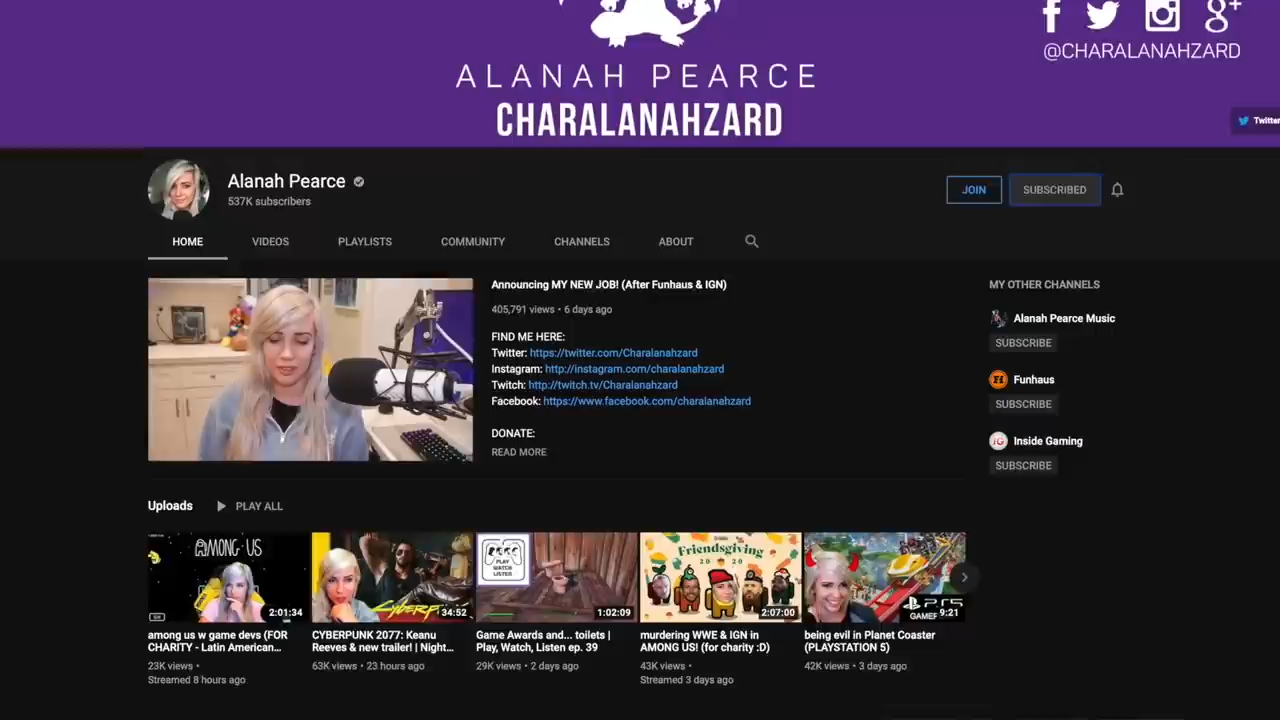 ALANAH PEARCE
CHARALANAHZARD
@CHARALANAHZARD
Twitter
Alanah Pearce
537K subscribers
JOIN
SUBSCRIBED
HOME
VIDEOS
PLAYLISTS
COMMUNITY
CHANNELS
ABOUT
Announcing MY NEW JOB! (After Funhaus & IGN)
405,791 views • 6 days ago
FIND ME HERE:
Twitter: https://twitter.com/Charalanahzard
Instagram: http://instagram.com/charalanahzard
Twitch: http://twitch.tv/Charalanahzard
Facebook: https://www.facebook.com/charalanahzard
DONATE:
READ MORE
MY OTHER CHANNELS
Alanah Pearce Music
SUBSCRIBE
Funhaus
SUBSCRIBE
iG
Inside Gaming
SUBSCRIBE
Uploads
PLAY ALL
AMONG US
2:01:34
among us w game devs (FOR
CHARITY - Latin American...
23K views •
Streamed 8 hours ago
CYBERP
34:52
CYBERPUNK 2077: Keanu
Reeves & new trailer! | Night...
63K views • 23 hours ago
PLAY
WATCH
LISTEN
1:02:09
Game Awards and... toilets |
Play, Watch, Listen ep. 39
29K views • 2 days ago
Friendsgiving
2020
2:07:00
murdering WWE & IGN in
AMONG US! (for charity :D)
43K views •
Streamed 3 days ago
PS5
GAMEP
9:21
being evil in Planet Coaster
(PLAYSTATION 5)
42K views • 3 days ago